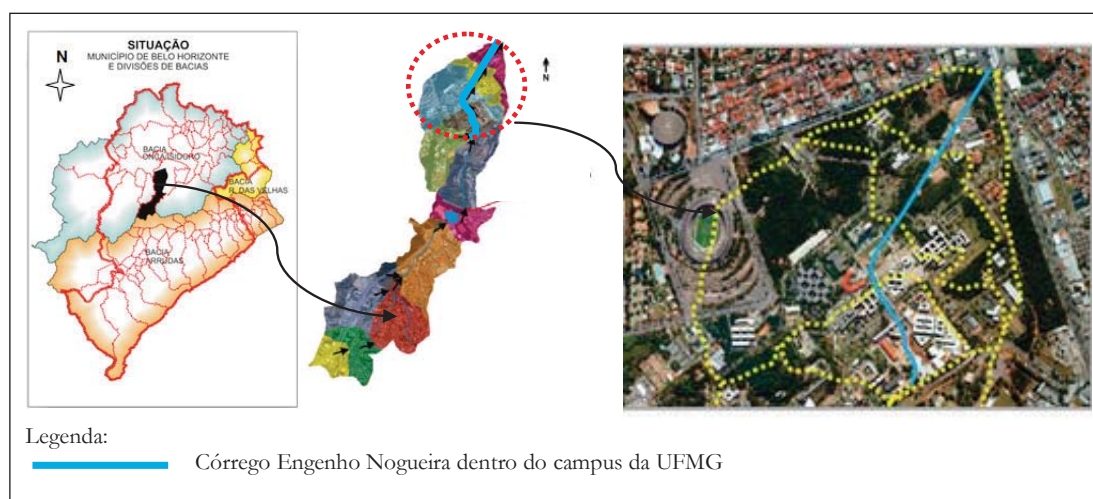 SITUAÇÃO
MUNICÍPIO DE BELO HORIZONTE
E DIVISÕES DE BACIAS
N
BACIA
ONÇA/ISIDORO
BACIA
R. DAS VELHAS
BACIA
ARRUDAS
N
Legenda:
Córrego Engenho Nogueira dentro do campus da UFMG